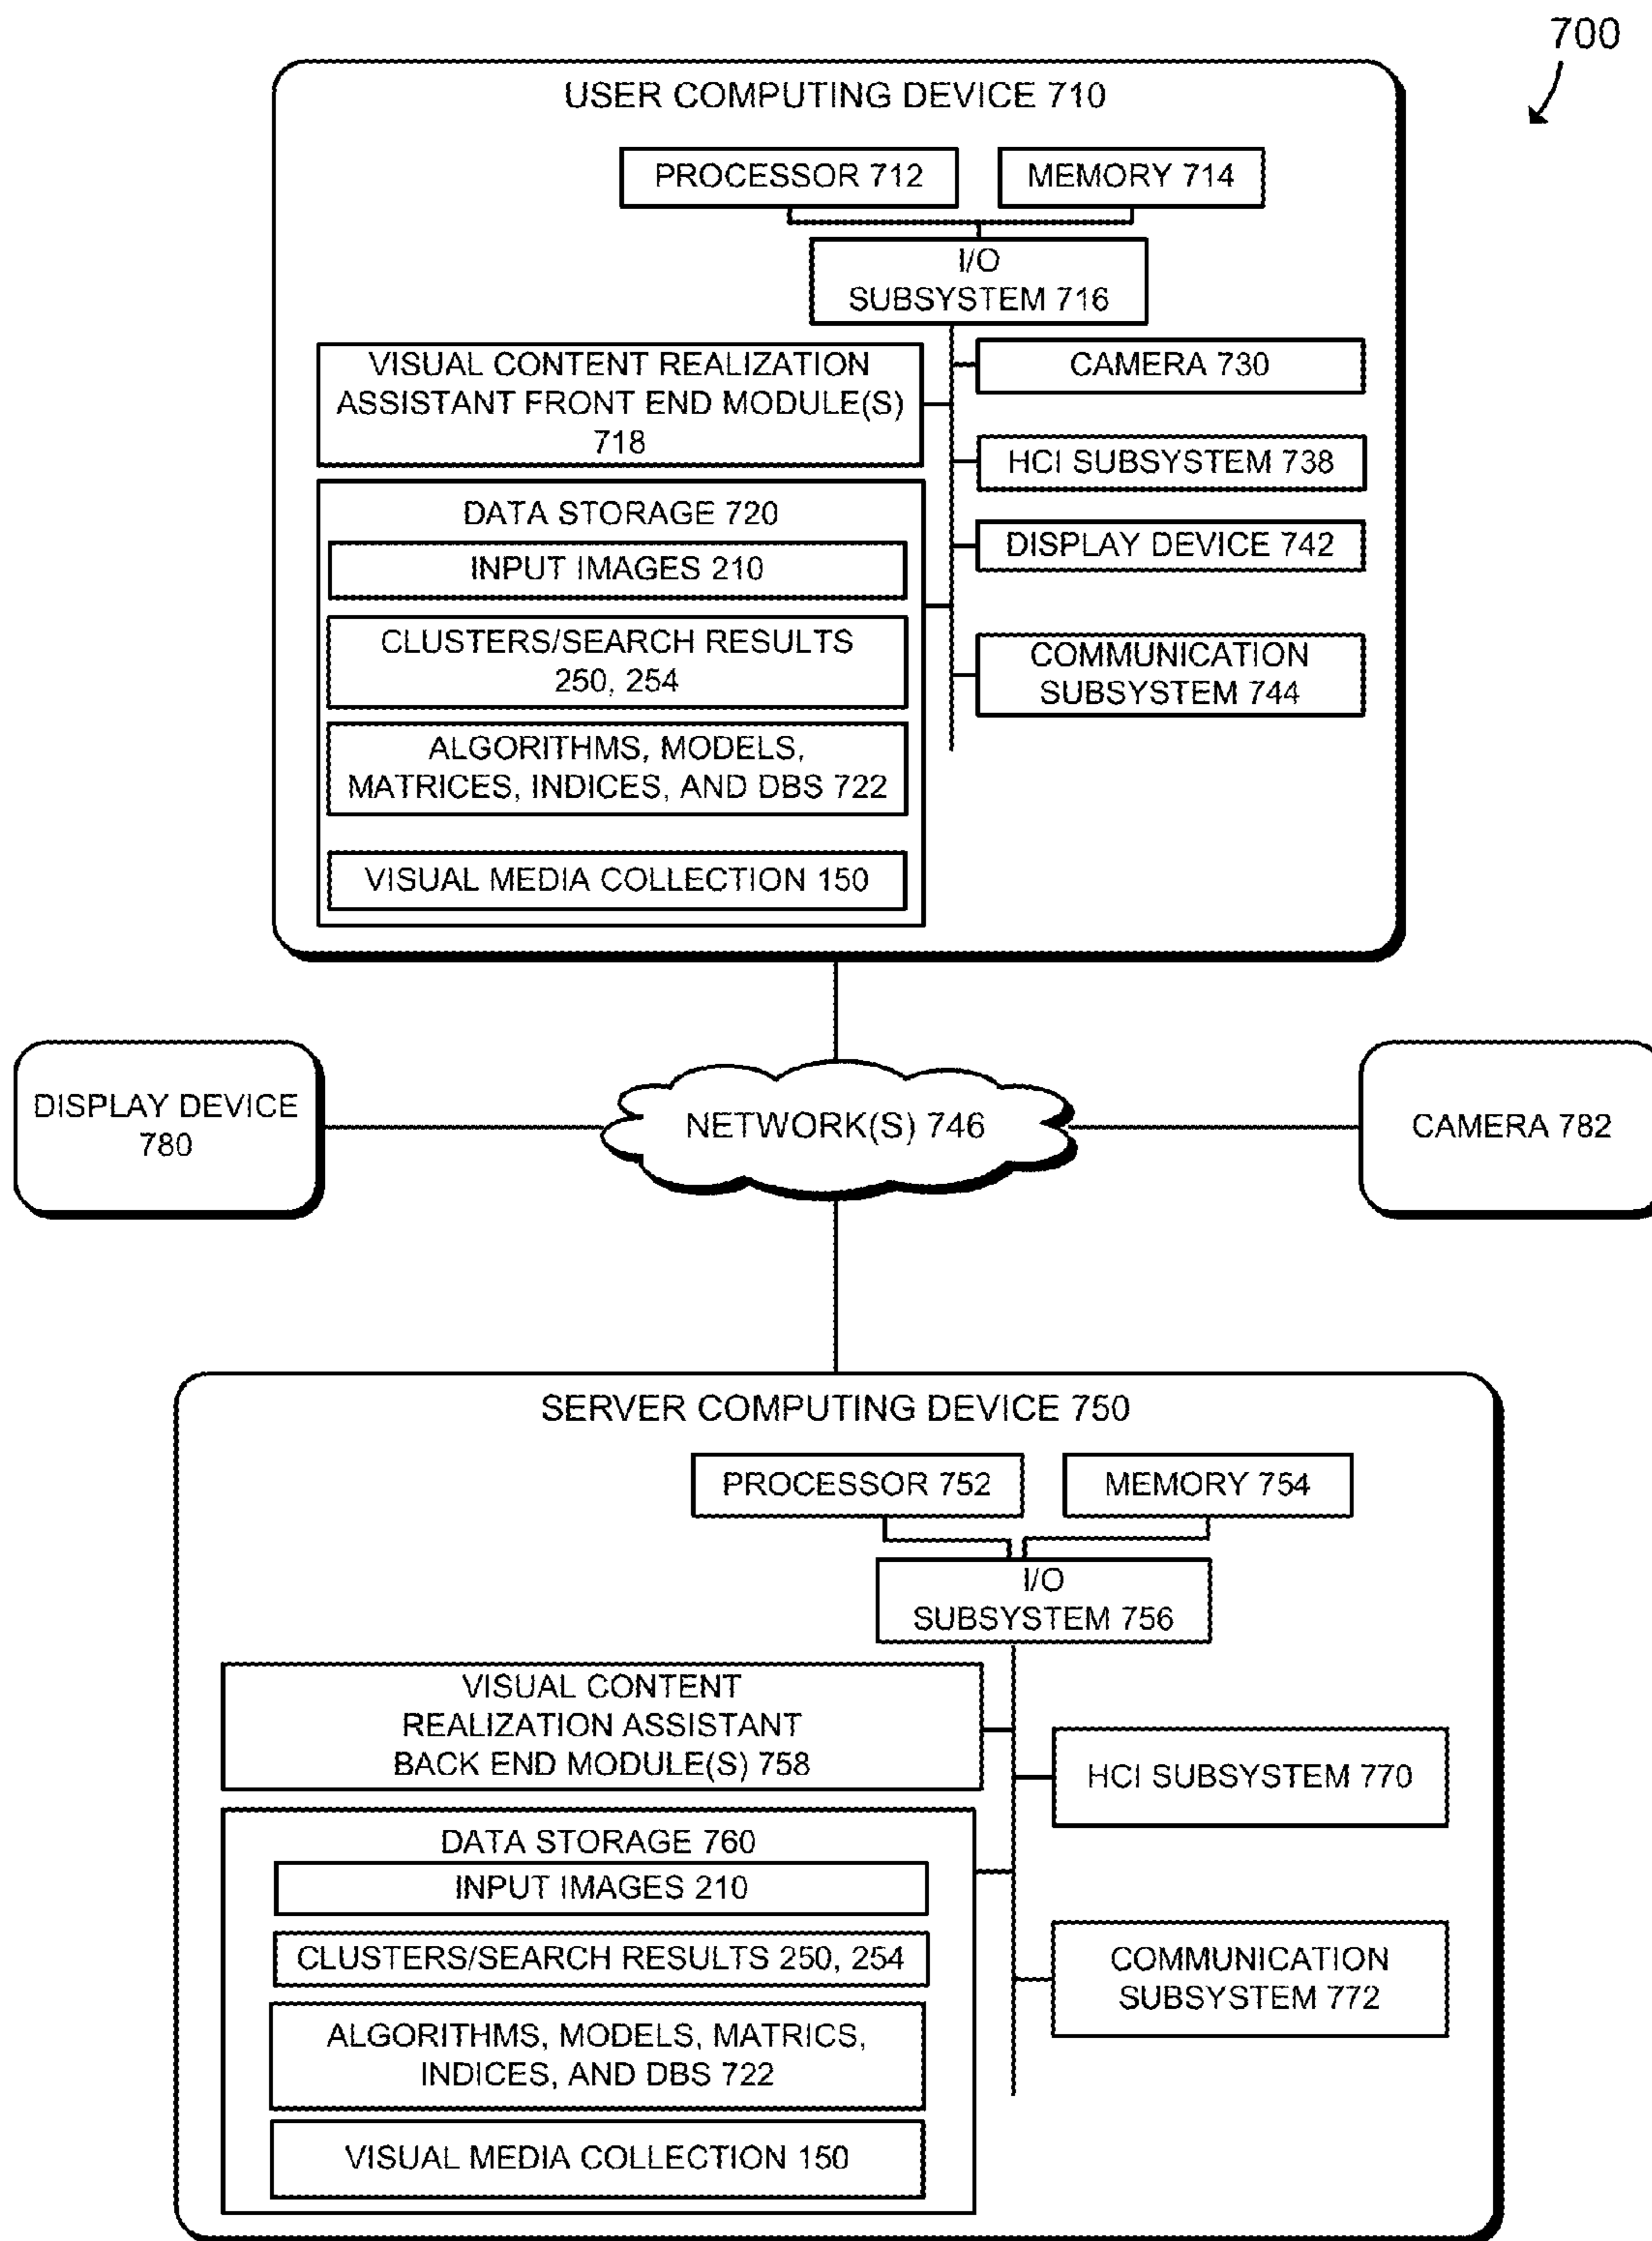 700
USER COMPUTING DEVICE 710
PROCESSOR 712
MEMORY 714
I/O
SUBSYSTEM 716
VISUAL CONTENT REALIZATION
ASSISTANT FRONT END MODULE(S)
718
CAMERA 730
HCI SUBSYSTEM 738
DISPLAY DEVICE 742
COMMUNICATION
SUBSYSTEM 744
DATA STORAGE 720
INPUT IMAGES 210
CLUSTERS/SEARCH RESULTS
250, 254
ALGORITHMS, MODELS,
MATRICES, INDICES, AND DBS 722
VISUAL MEDIA COLLECTION 150
DISPLAY DEVICE
780
NETWORK(S) 746
CAMERA 782
SERVER COMPUTING DEVICE 750
PROCESSOR 752
MEMORY 754
I/O
SUBSYSTEM 756
VISUAL CONTENT
REALIZATION ASSISTANT
BACK END MODULE(S) 758
HCI SUBSYSTEM 770
COMMUNICATION
SUBSYSTEM 772
DATA STORAGE 760
INPUT IMAGES 210
CLUSTERS/SEARCH RESULTS 250, 254
ALGORITHMS, MODELS, MATRICS,
INDICES, AND DBS 722
VISUAL MEDIA COLLECTION 150